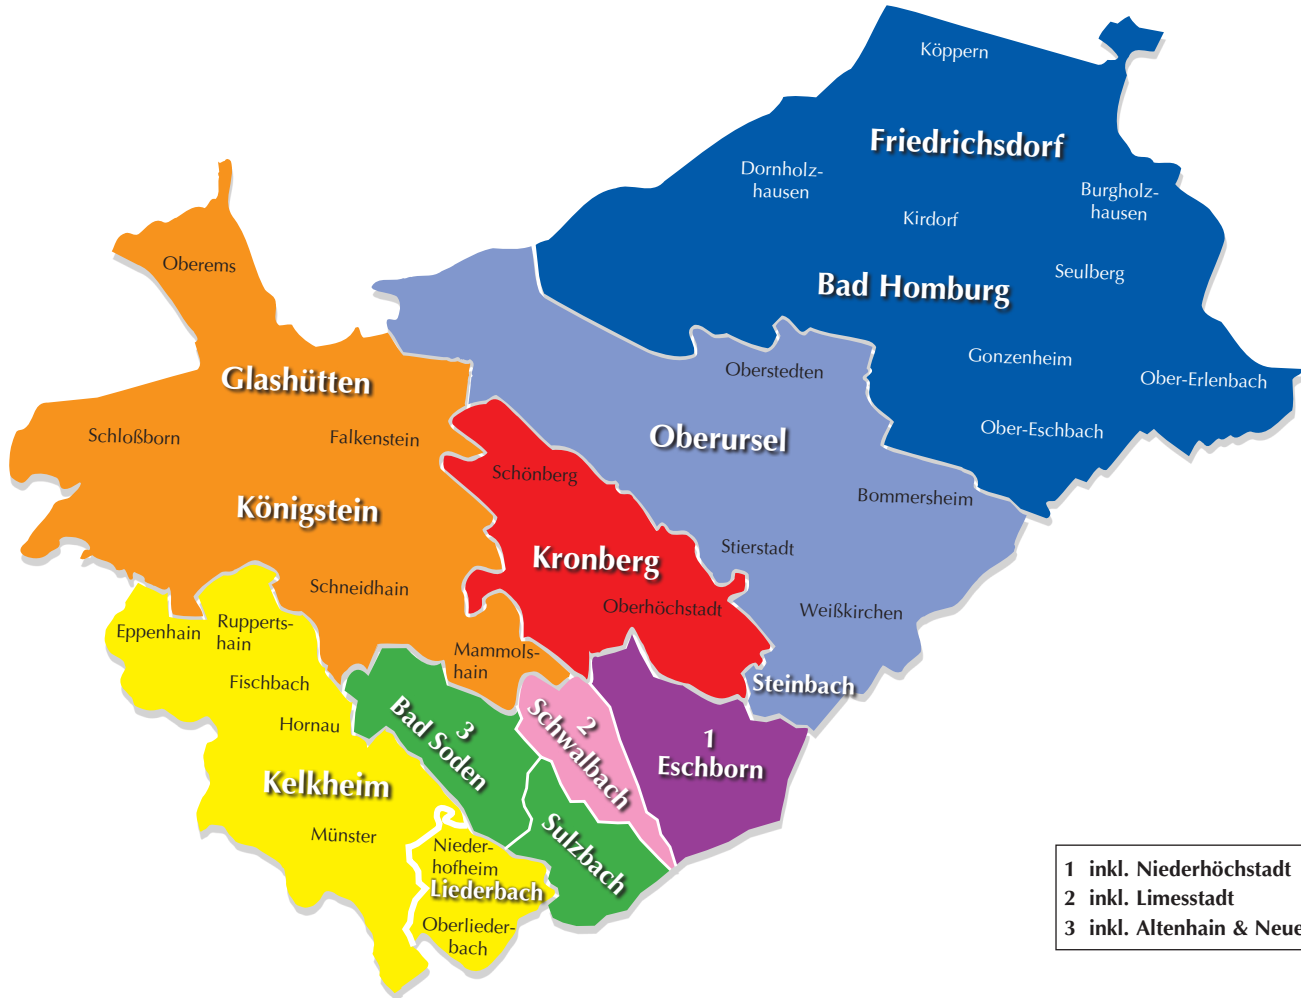 Köppern
Friedrichsdorf
Dornholz-
hausen
Burgholz-
hausen
Kirdorf
Oberems
Seulberg
Bad Homburg
Gonzenheim
Oberstedten
Ober-Erlenbach
Glashütten
Schloßborn
Falkenstein
Ober-Eschbach
Oberursel
Schönberg
Bommersheim
Königstein
Stierstadt
Kronberg
Schneidhain
Oberhöchstadt
Weißkirchen
Eppenhain
Rupperts-
hain
Mammols-
hain
Fischbach
Steinbach
Hornau
3
Bad Soden
2
Schwalbach
1
Eschborn
Kelkheim
Münster
Sulzbach
Nieder-
hofheim
Liederbach
Oberlieder-
bach
1 inkl. Niederhöchstadt
2 inkl. Limesstadt
3 inkl. Altenhain & Neue